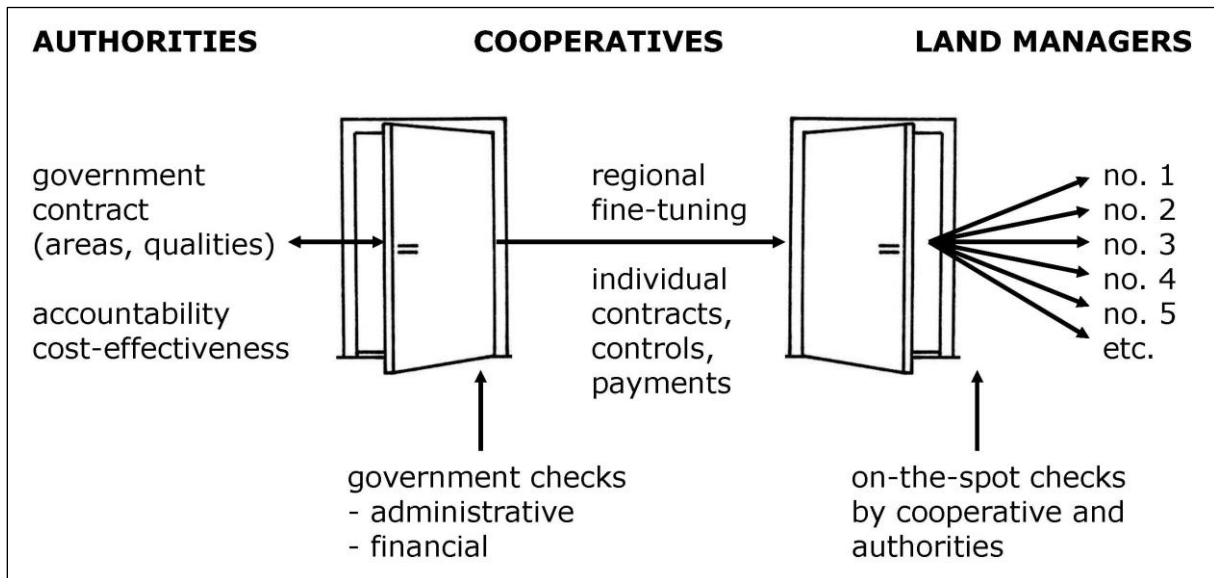 AUTHORITIES
COOPERATIVES
LAND MANAGERS
government
contract
(areas, qualities)
accountability
cost-effectiveness
regional
fine-tuning
individual
contracts,
controls,
payments
no. 1
no. 2
no. 3
no. 4
no. 5
etc.
government checks
- administrative
- financial
on-the-spot checks
by cooperative and
authorities